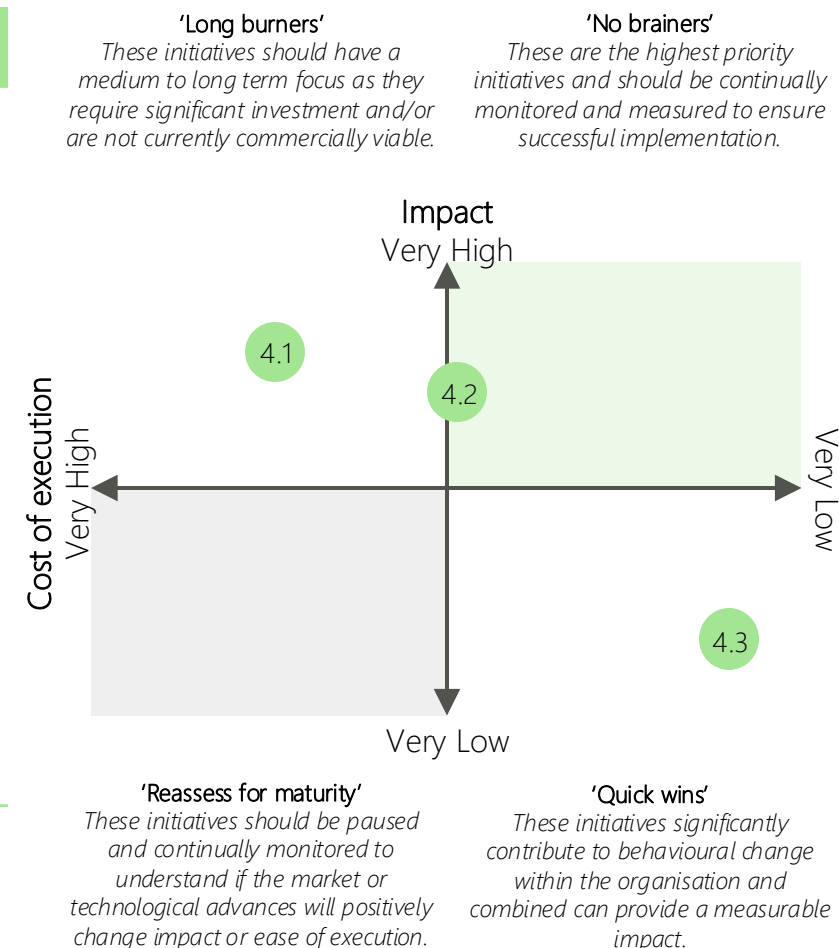 ‘Long burners’
These initiatives should have a
medium to long term focus as they
require significant investment and/or
are not currently commercially viable.
‘No brainers’
These are the highest priority
initiatives and should be continually
monitored and measured to ensure
successful implementation.
Impact
Very High
4.1
4.2
Cost of execution
Very High
Very Low
4.3
Very Low
‘Reassess for maturity’
These initiatives should be paused
and continually monitored to
understand if the market or
technological advances will positively
change impact or ease of execution.
‘Quick wins’
These initiatives significantly
contribute to behavioural change
within the organisation and
combined can provide a measurable
impact.